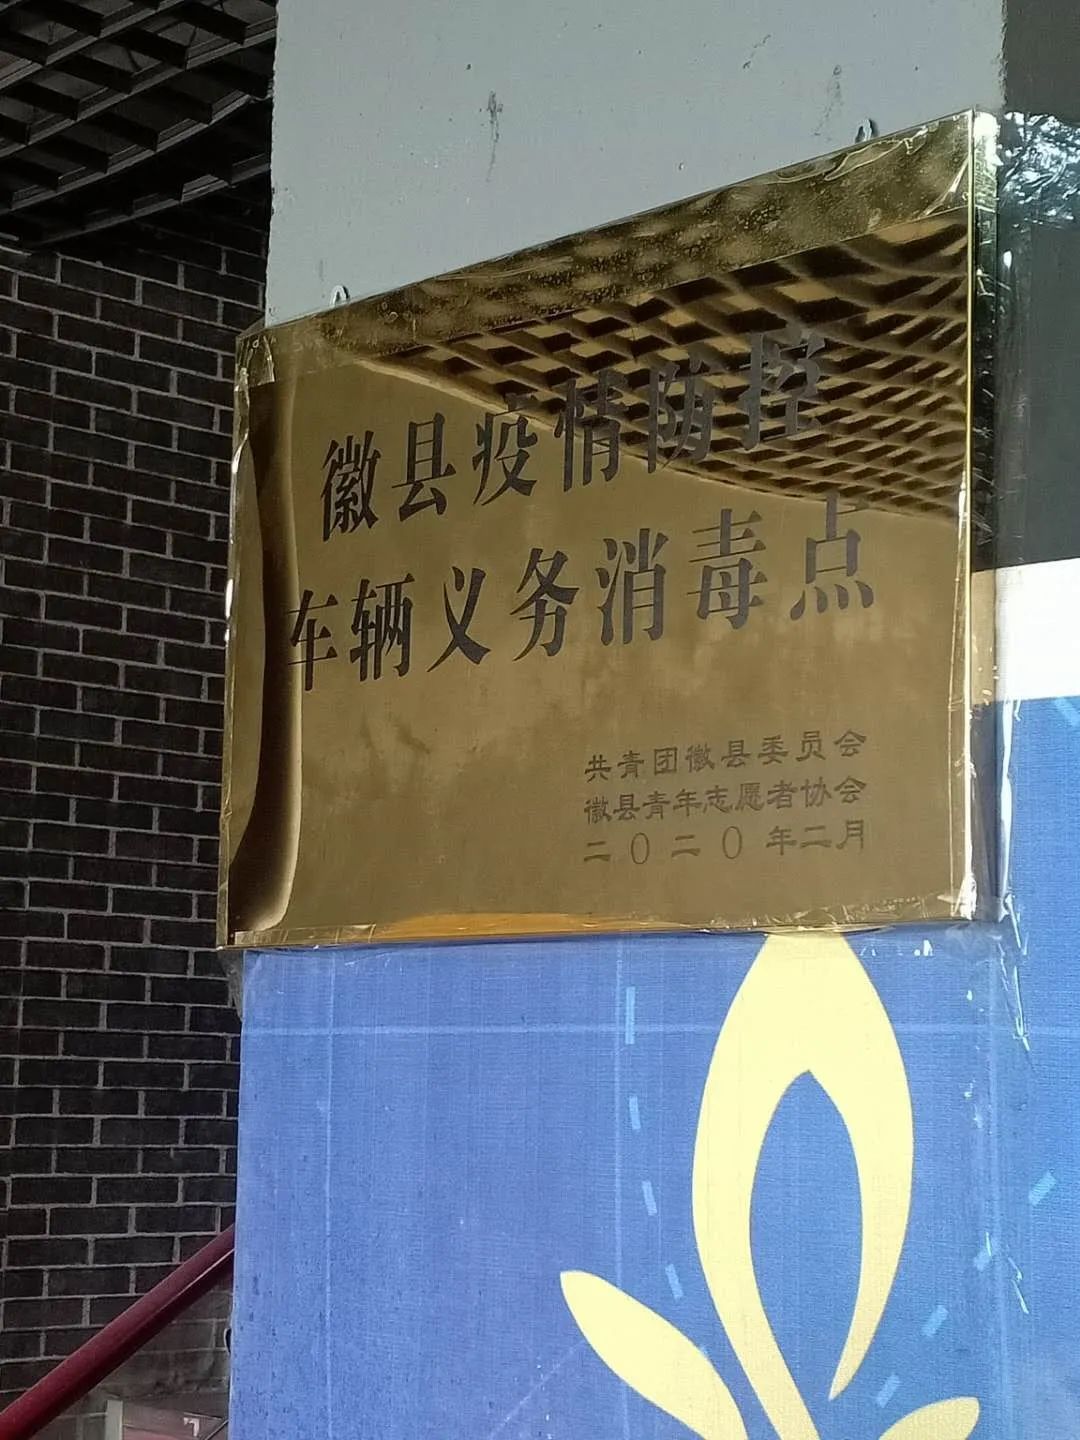 徽县疫情防控
车辆义务消毒点
共青团徽县委员会
徽县青年志愿者协会
二〇二〇年二月